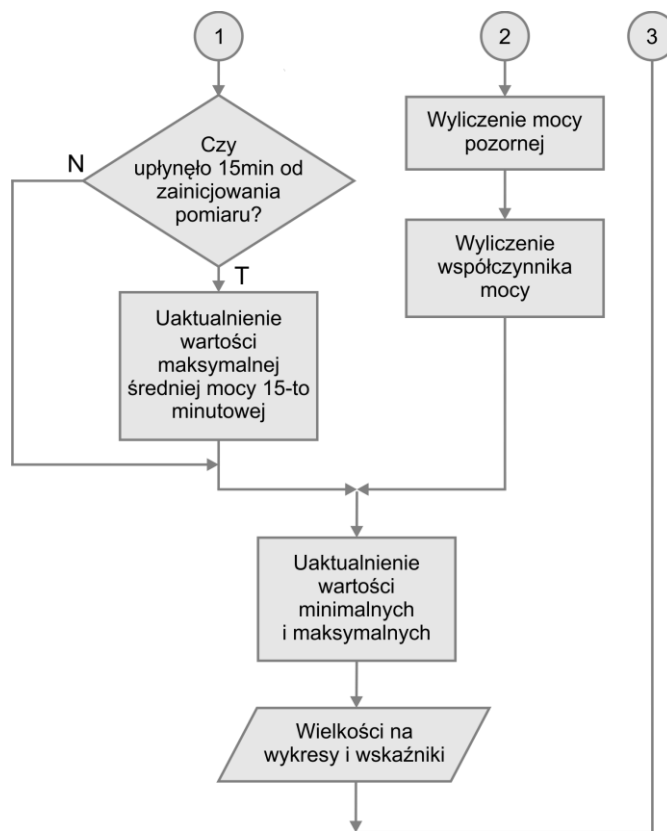 1
2
3
Czy
upłynęło 15min od
zainicjowania
pomiaru?
N
T
Uaktualnienie
wartości
maksymalnej
średniej mocy 15-to
minutowej
Wyliczenie mocy
pozornej
Wyliczenie
współczynnika
mocy
Uaktualnienie
wartości
minimalnych
i maksymalnych
Wielkości na
wykresy i wskaźniki